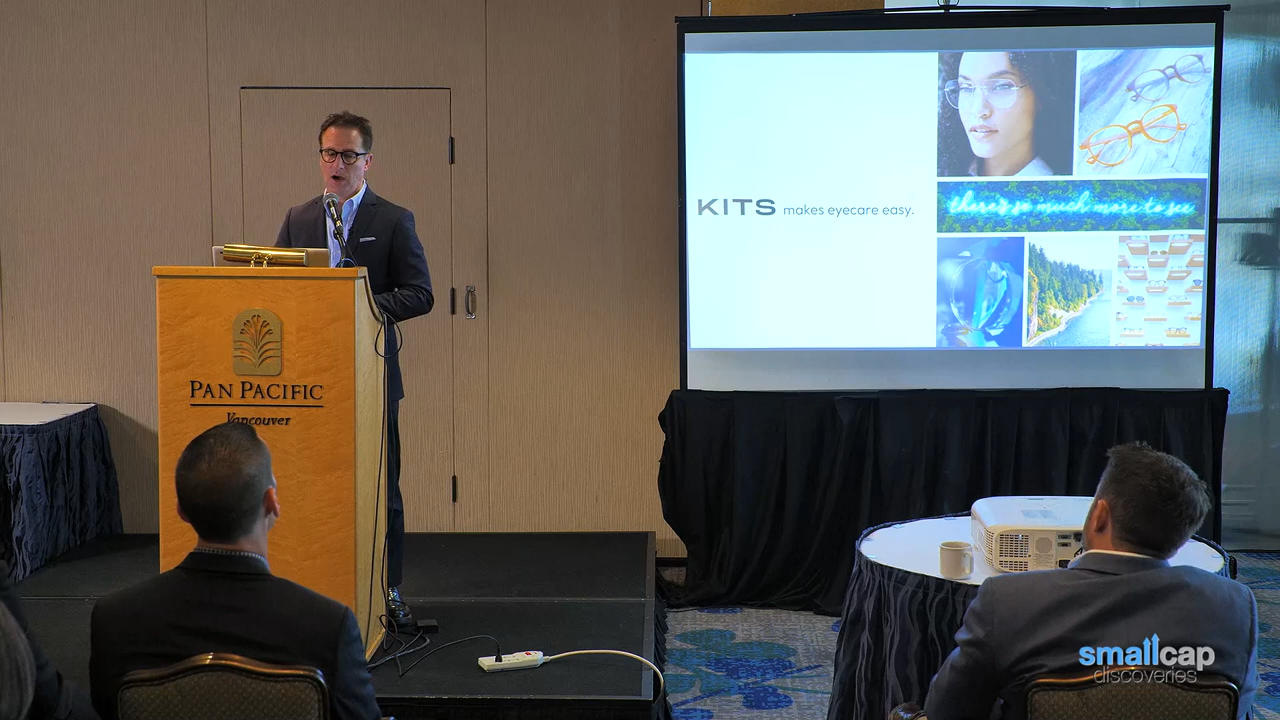 KITS makes eyecare easy.
there's so much more to see
PAN PACIFIC
Vancouver
smallcap
discoveries